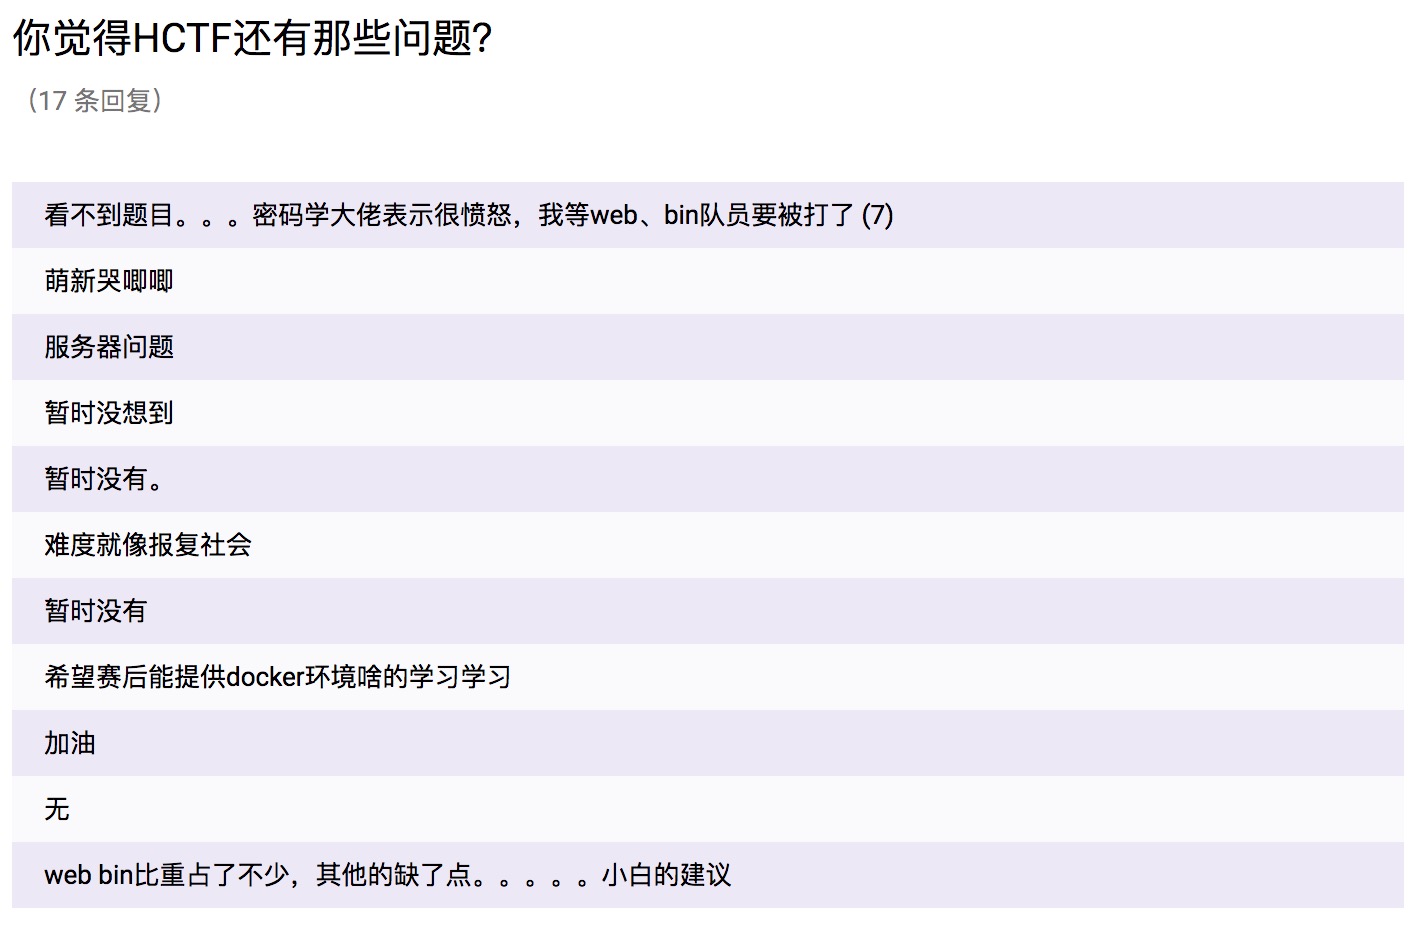 你觉得HCTF还有那些问题?
（17 条回复）
看不到题目。。。密码学大佬表示很愤怒，我等web、bin队员要被打了 (7)
萌新哭唧唧
服务器问题
暂时没想到
暂时没有。
难度就像报复社会
暂时没有
希望赛后能提供docker环境啥的学习学习
加油
无
web bin比重占了不少，其他的缺了点。。。。。小白的建议